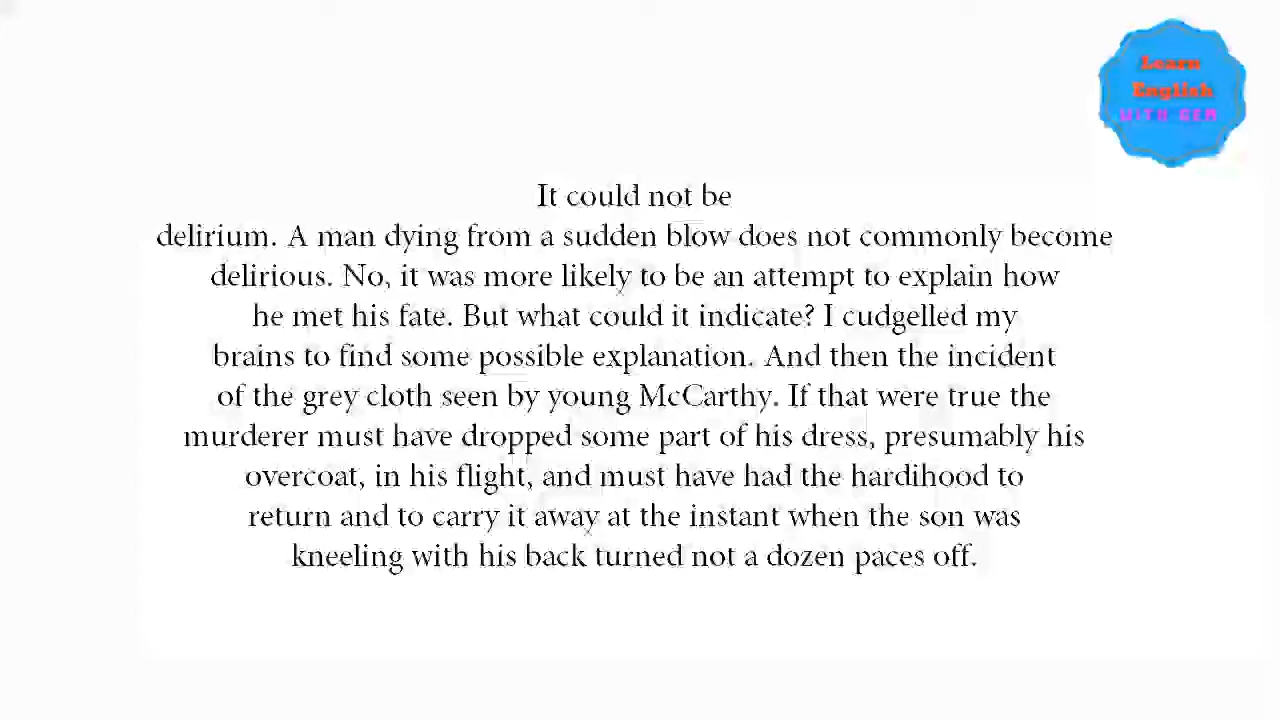 Learn
English
WITH GEM
It could not be
delirium. A man dying from a sudden blow does not commonly become
delirious. No, it was more likely to be an attempt to explain how
he met his fate. But what could it indicate? I cudgelled my
brains to find some possible explanation. And then the incident
of the grey cloth seen by young McCarthy. If that were true the
murderer must have dropped some part of his dress, presumably his
overcoat, in his flight, and must have had the hardihood to
return and to carry it away at the instant when the son was
kneeling with his back turned not a dozen paces off.